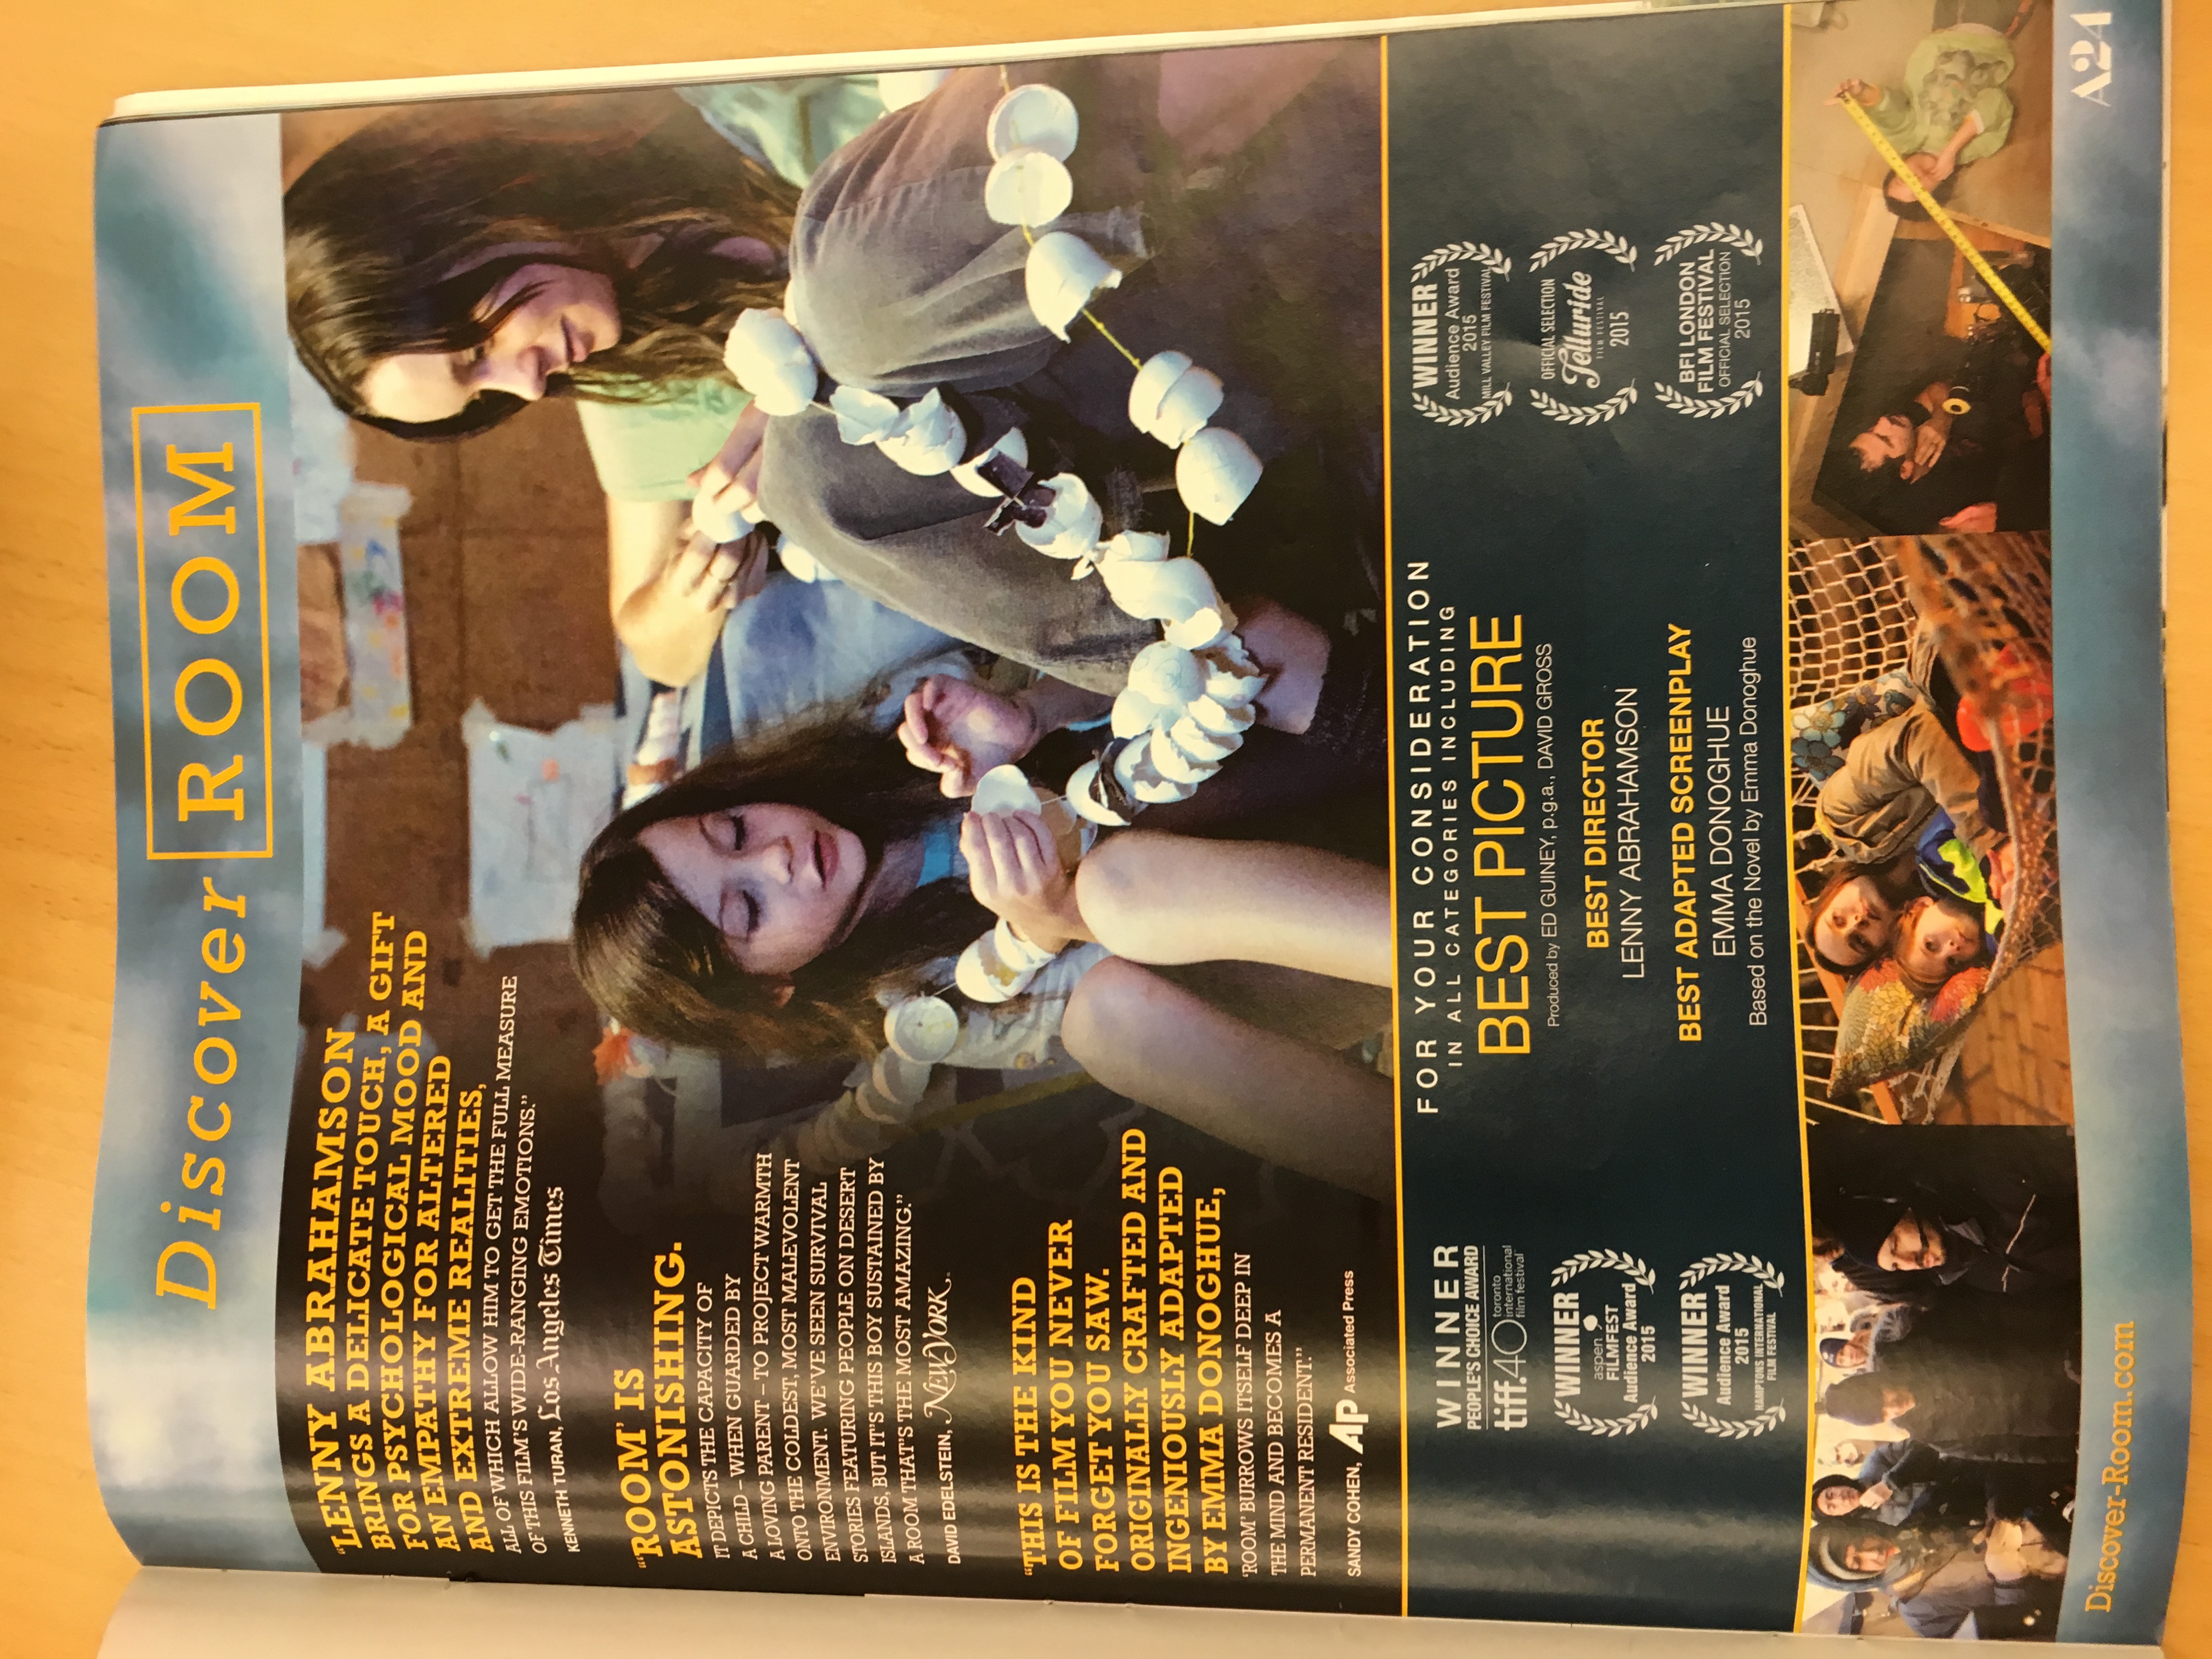 Discover ROOM
"LENNY ABRAHAMSON
BRINGS A DELICATE TOUCH, A GIFT
FOR PSYCHOLOGICAL MOOD AND
AN EMPATHY FOR ALTERED
AND EXTREME REALITIES,
ALL OF WHICH ALLOW HIM TO GET THE FULL MEASURE
OF THIS FILM'S WIDE-RANGING EMOTIONS."
KENNETH TURAN, Los Angeles Times
"'ROOM' IS
ASTONISHING.
IT DEPICTS THE CAPACITY OF
A CHILD – WHEN GUARDED BY
A LOVING PARENT – TO PROJECT WARMTH
ONTO THE COLDEST, MOST MALEVOLENT
ENVIRONMENT. WE'VE SEEN SURVIVAL
STORIES FEATURING PEOPLE ON DESERT
ISLANDS, BUT IT'S THIS BOY SUSTAINED BY
A ROOM THAT'S THE MOST AMAZING."
DAVID EDELSTEIN, NEW YORK
"THIS IS THE KIND
OF FILM YOU NEVER
FORGET YOU SAW.
ORIGINALLY CRAFTED AND
INGENIOUSLY ADAPTED
BY EMMA DONOGHUE,
'ROOM' BURROWS ITSELF DEEP IN
THE MIND AND BECOMES A
PERMANENT RESIDENT."
SANDY COHEN, AP Associated Press
WINNER
PEOPLE'S CHOICE AWARD
tiff.40 toronto
international
film festival
WINNER
aspen
FILMFEST
Audience Award
2015
WINNER
Audience Award
2015
HAMPTONS INTERNATIONAL
FILM FESTIVAL
FOR YOUR CONSIDERATION
IN ALL CATEGORIES INCLUDING
BEST PICTURE
Produced by ED GUINEY, p.g.a., DAVID GROSS
BEST DIRECTOR
LENNY ABRAHAMSON
BEST ADAPTED SCREENPLAY
EMMA DONOGHUE
Based on the Novel by Emma Donoghue
WINNER
Audience Award
2015
MILL VALLEY FILM FESTIVAL
OFFICIAL SELECTION
Telluride
FILM FESTIVAL
2015
BFI LONDON
FILM FESTIVAL
OFFICIAL SELECTION
2015
Discover-Room.com
A24